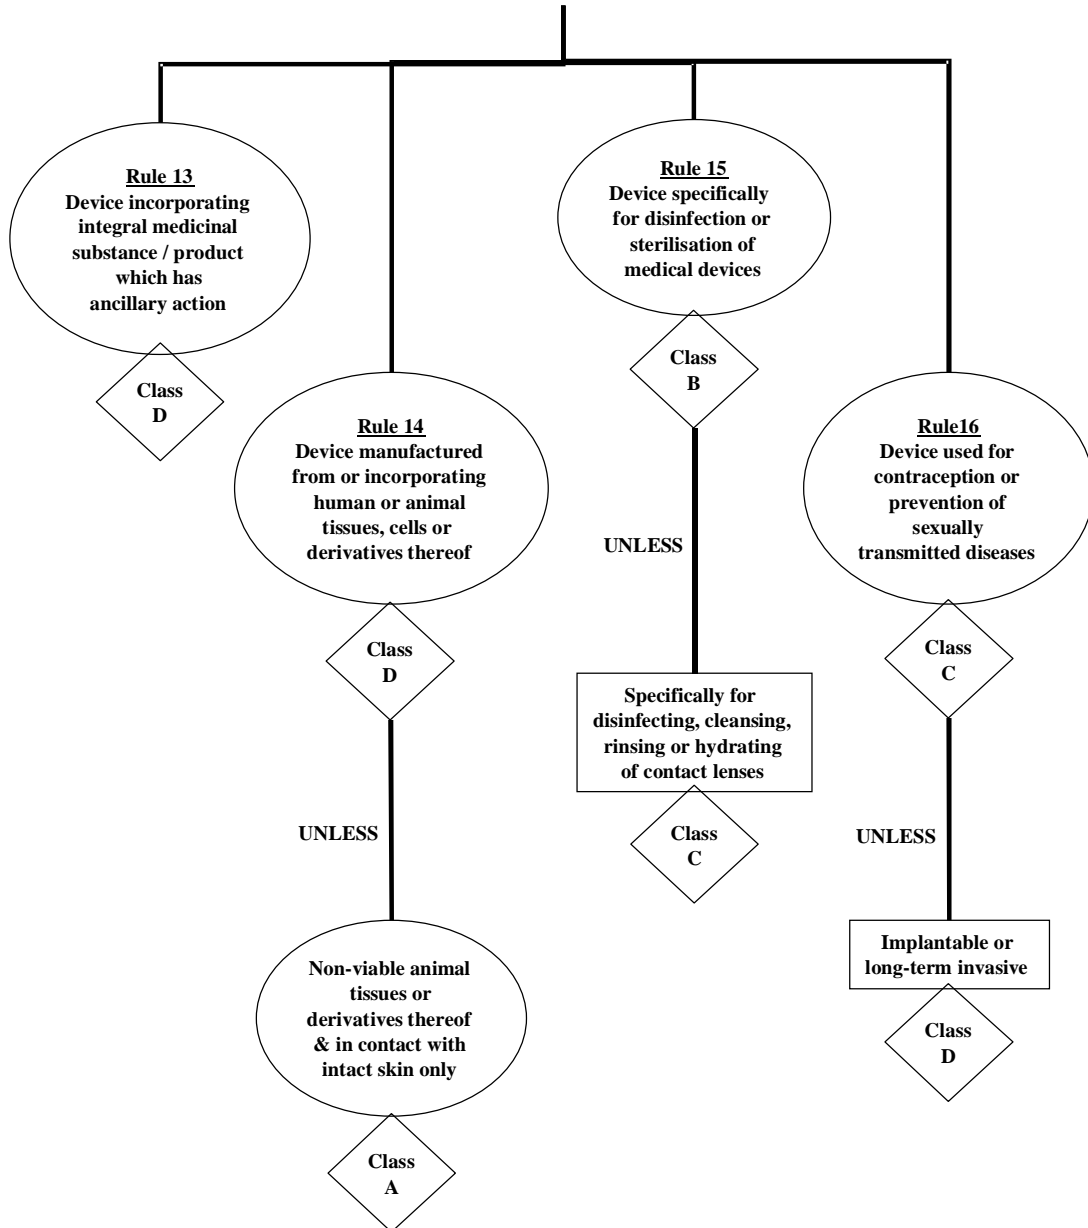 Rule 13
Device incorporating
integral medicinal
substance / product
which has
ancillary action
Class
D
Rule 14
Device manufactured
from or incorporating
human or animal
tissues, cells or
derivatives thereof
Class
D
UNLESS
Non-viable animal
tissues or
derivatives thereof
& in contact with
intact skin only
Class
A
Rule 15
Device specifically
for disinfection or
sterilisation of
medical devices
Class
B
UNLESS
Specifically for
disinfecting, cleansing,
rinsing or hydrating
of contact lenses
Class
C
Rule16
Device used for
contraception or
prevention of
sexually
transmitted diseases
Class
C
UNLESS
Implantable or
long-term invasive
Class
D